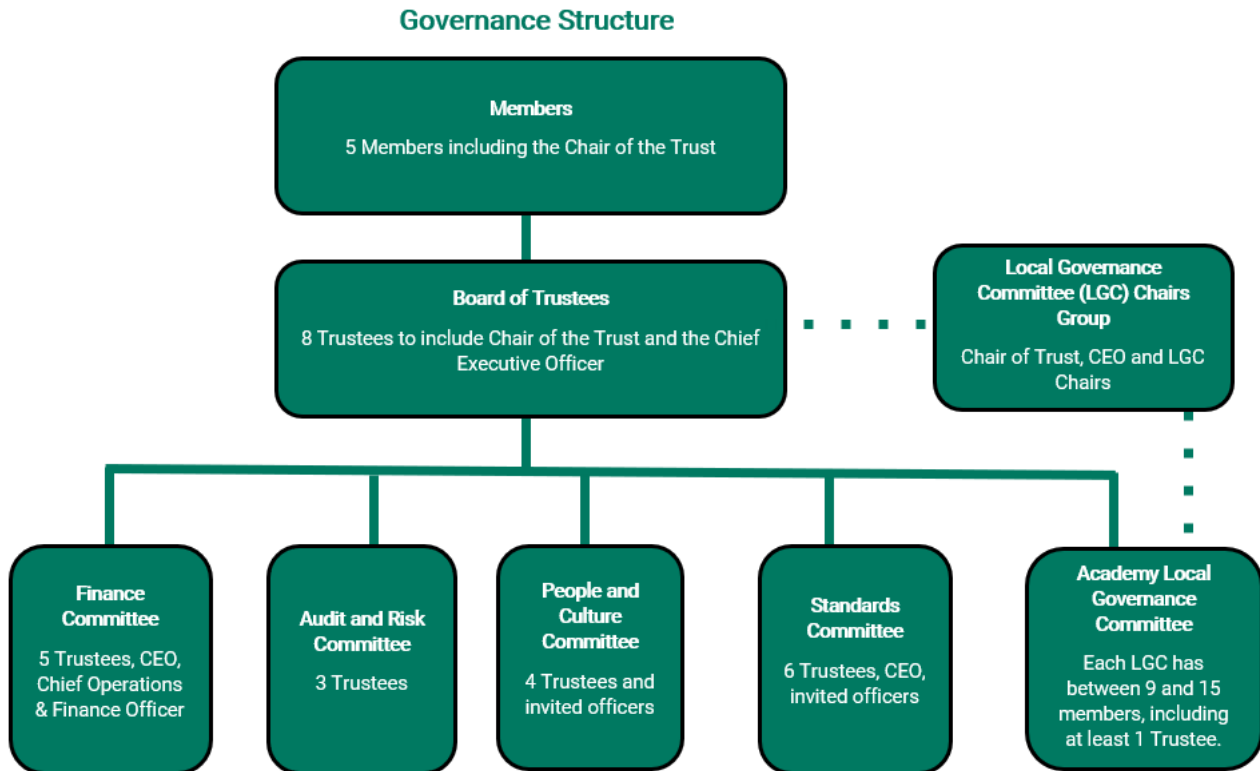 Governance Structure
Members
5 Members including the Chair of the Trust
Board of Trustees
8 Trustees to include Chair of the Trust and the Chief
Executive Officer
Local Governance
Committee (LGC) Chairs
Group
Chair of Trust, CEO and LGC
Chairs
Finance
Committee
5 Trustees, CEO,
Chief Operations
& Finance Officer
Audit and Risk
Committee
3 Trustees
People and
Culture
Committee
4 Trustees and
invited officers
Standards
Committee
6 Trustees, CEO,
invited officers
Academy Local
Governance
Committee
Each LGC has
between 9 and 15
members, including
at least 1 Trustee.